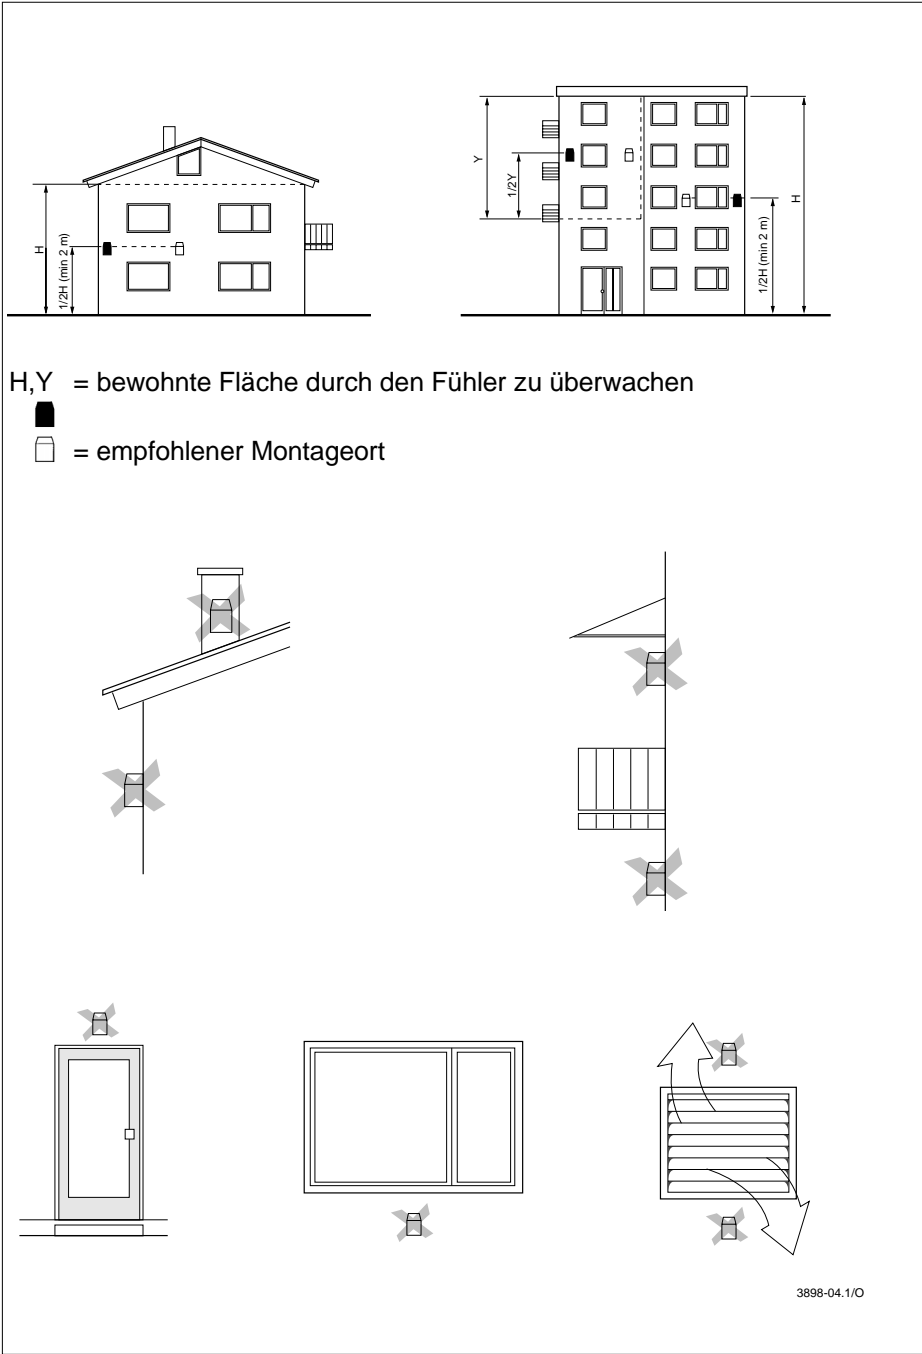 H
1/2H (min 2 m)
Y
1/2Y
1/2H (min 2 m)
H
H,Y = bewohnte Fläche durch den Fühler zu überwachen
= empfohlener Montageort
3898-04.1/O